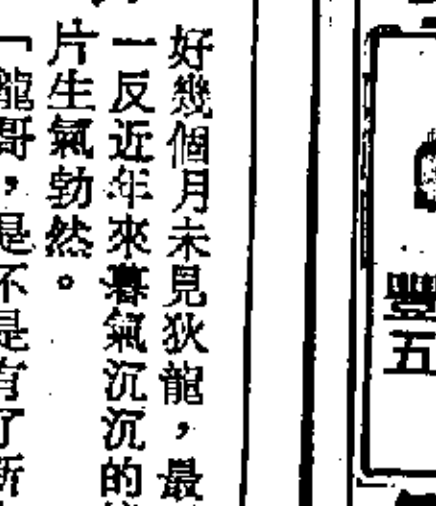 豐五
好幾個月未見狄龍，最
一反近年來暮氣沉沉的
片生氣勃然。
「龍哥，是不是有了新